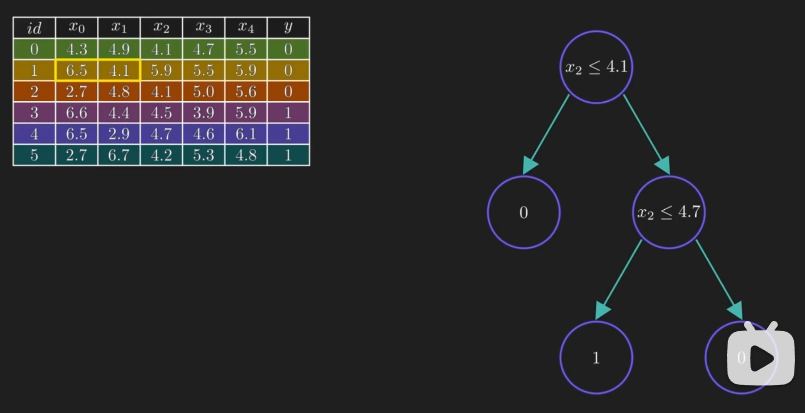 id x₀ x₁ x₂ x₃ x₄ y
0 4.3 4.9 4.1 4.7 5.5 0
1 6.5 4.1 5.9 5.5 5.9 0
2 2.7 4.8 4.1 5.0 5.6 0
3 6.6 4.4 4.5 3.9 5.9 1
4 6.5 2.9 4.7 4.6 6.1 1
5 2.7 6.7 4.2 5.3 4.8 1
x₂ ≤ 4.1
0
x₂ ≤ 4.7
1
0